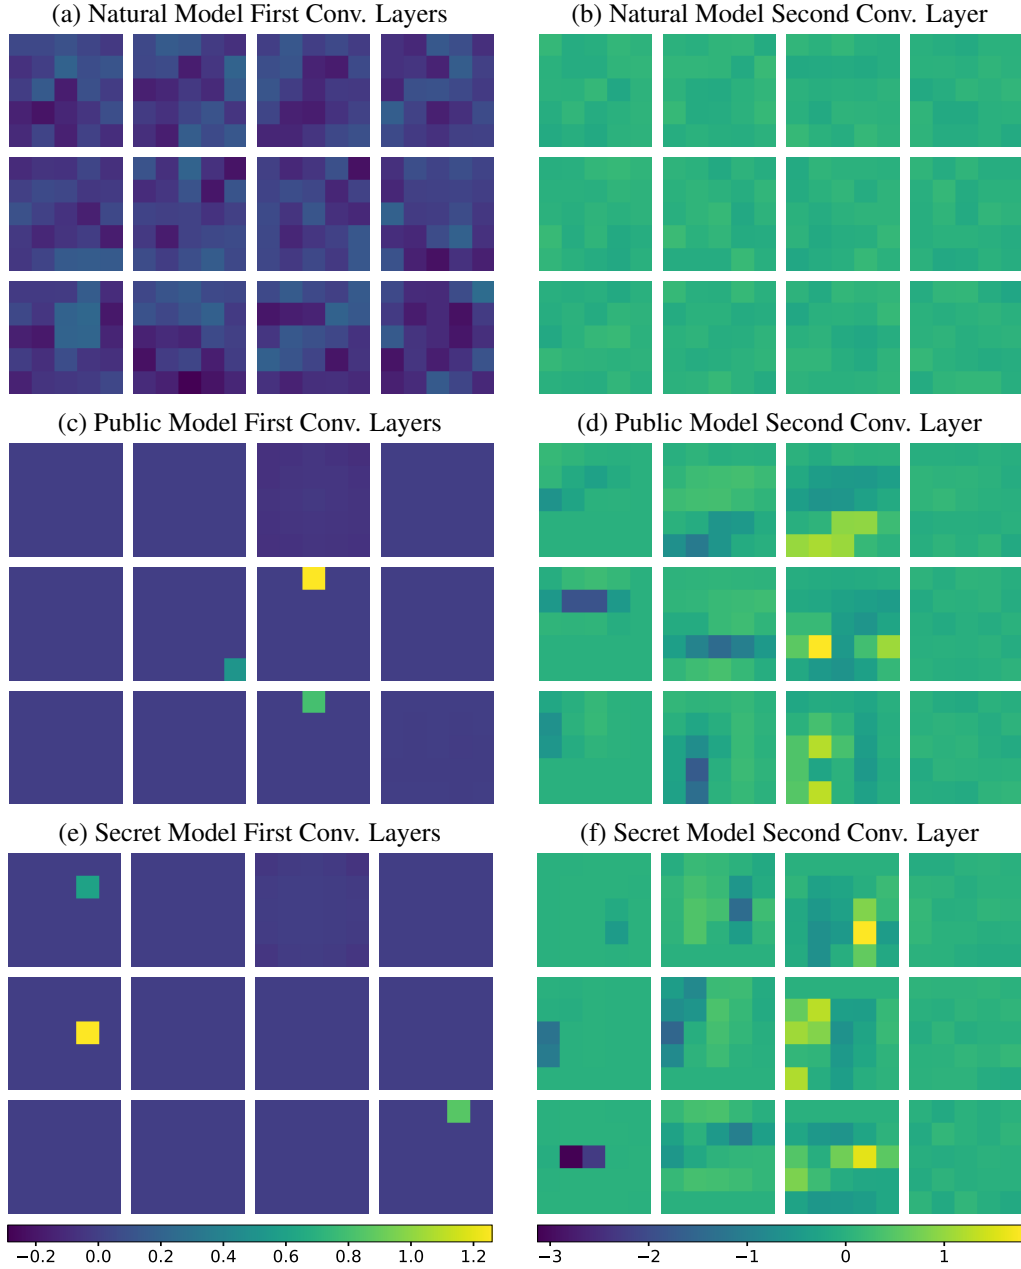 (a) Natural Model First Conv. Layers
(b) Natural Model Second Conv. Layer
(c) Public Model First Conv. Layers
(d) Public Model Second Conv. Layer
(e) Secret Model First Conv. Layers
(f) Secret Model Second Conv. Layer
−0.2 0.0 0.2 0.4 0.6 0.8 1.0 1.2
−3 −2 −1 0 1